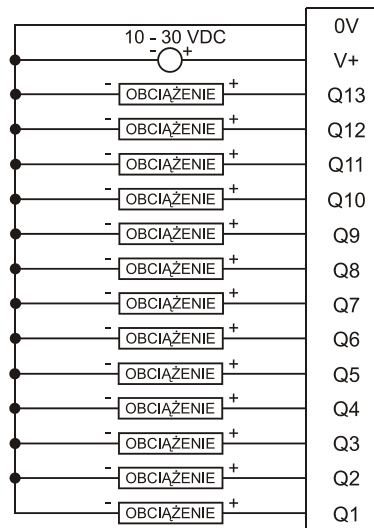 0V
10 - 30 VDC
- + V+
- OBCIĄŻENIE + Q13
- OBCIĄŻENIE + Q12
- OBCIĄŻENIE + Q11
- OBCIĄŻENIE + Q10
- OBCIĄŻENIE + Q9
- OBCIĄŻENIE + Q8
- OBCIĄŻENIE + Q7
- OBCIĄŻENIE + Q6
- OBCIĄŻENIE + Q5
- OBCIĄŻENIE + Q4
- OBCIĄŻENIE + Q3
- OBCIĄŻENIE + Q2
- OBCIĄŻENIE + Q1